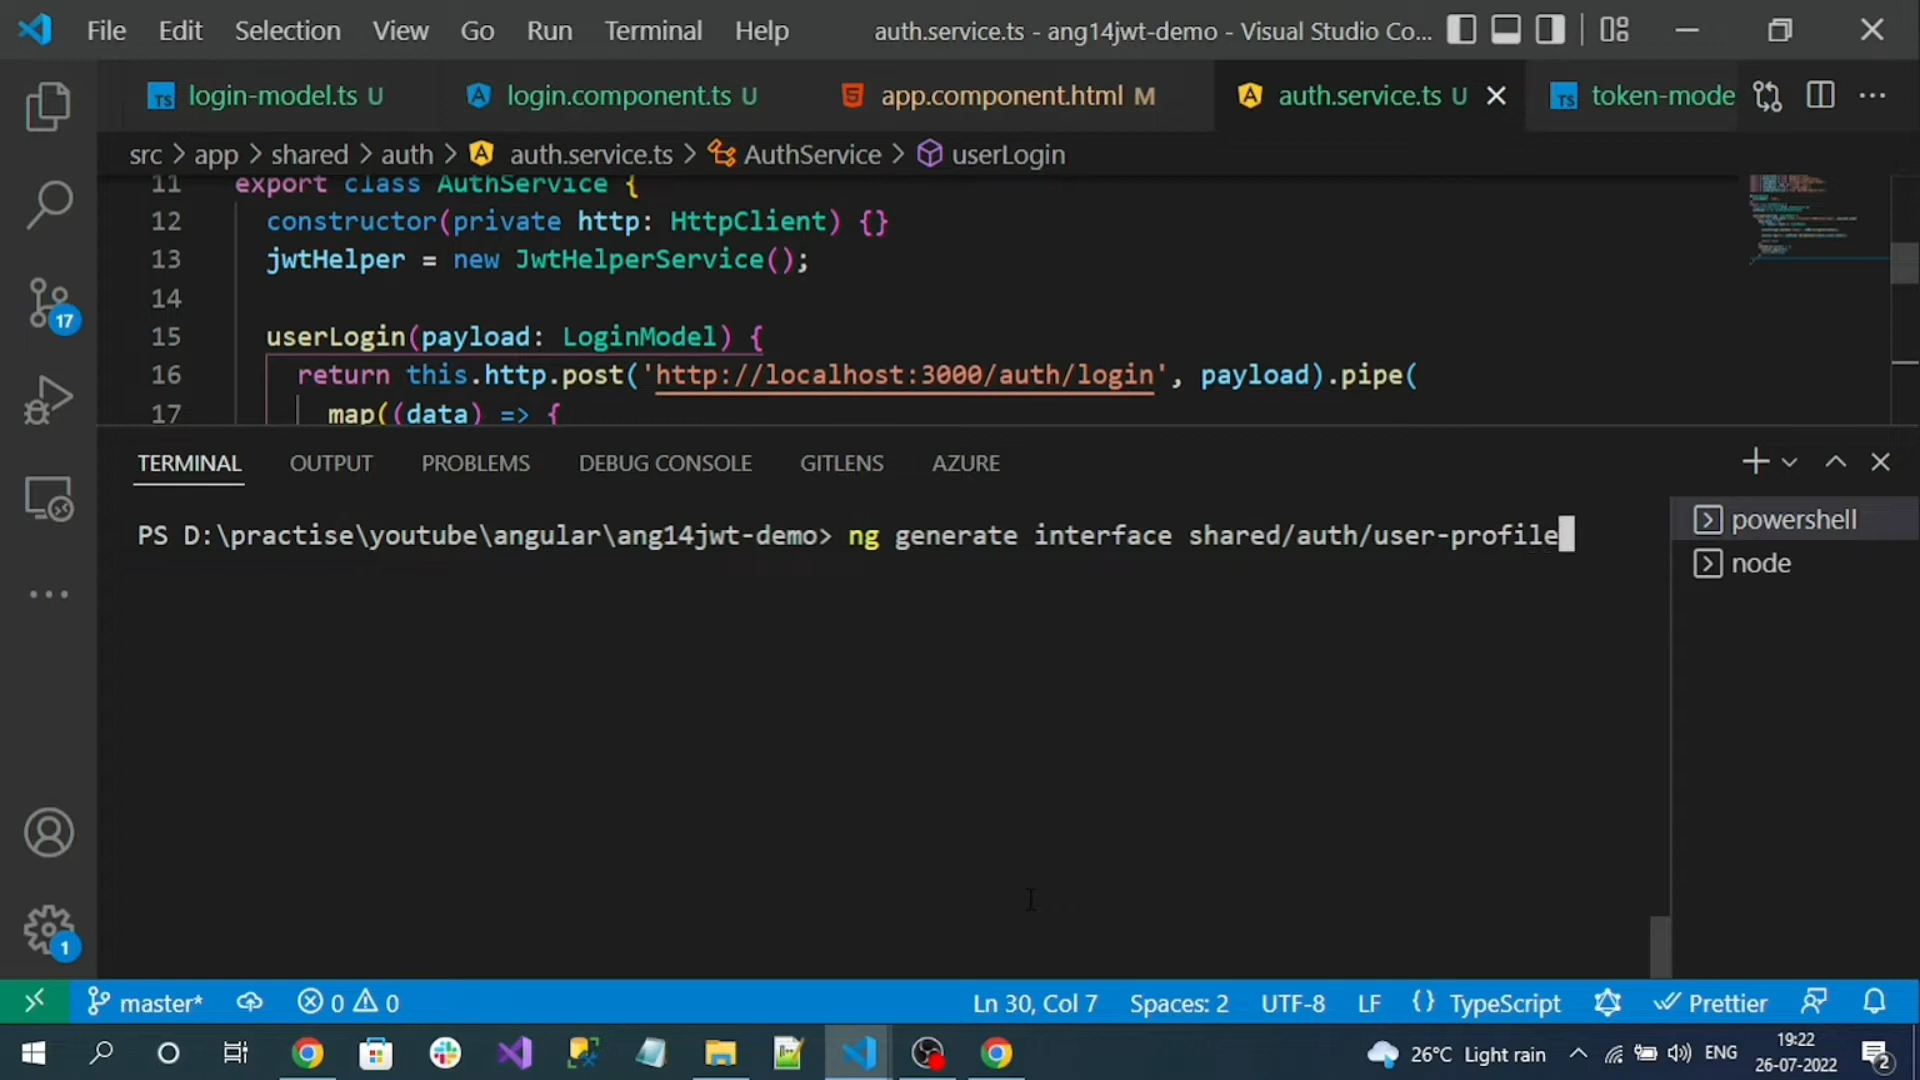 File Edit Selection View Go Run Terminal Help auth.service.ts - ang14jwt-demo - Visual Studio Co...
login-model.ts U login.component.ts U app.component.html M auth.service.ts U token-mode
src > app > shared > auth > auth.service.ts > AuthService > userLogin
11 export class AuthService {
12 constructor(private http: HttpClient) {}
13 jwtHelper = new JwtHelperService();
14
15 userLogin(payload: LoginModel) {
16 return this.http.post('http://localhost:3000/auth/login', payload).pipe(
17 map((data) => {
TERMINAL OUTPUT PROBLEMS DEBUG CONSOLE GITLENS AZURE
PS D:\practise\youtube\angular\ang14jwt-demo> ng generate interface shared/auth/user-profile
powershell
node
17
1
master* 0 0 Ln 30, Col 7 Spaces: 2 UTF-8 LF {} TypeScript Prettier
26°C Light rain ENG 19:22
26-07-2022 2